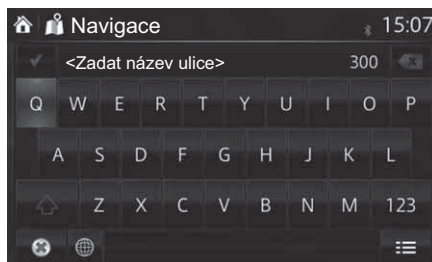 Navigace 15:07
<Zadat název ulice> 300
Q W E R T Y U I O P
A S D F G H J K L
Z X C V B N M 123